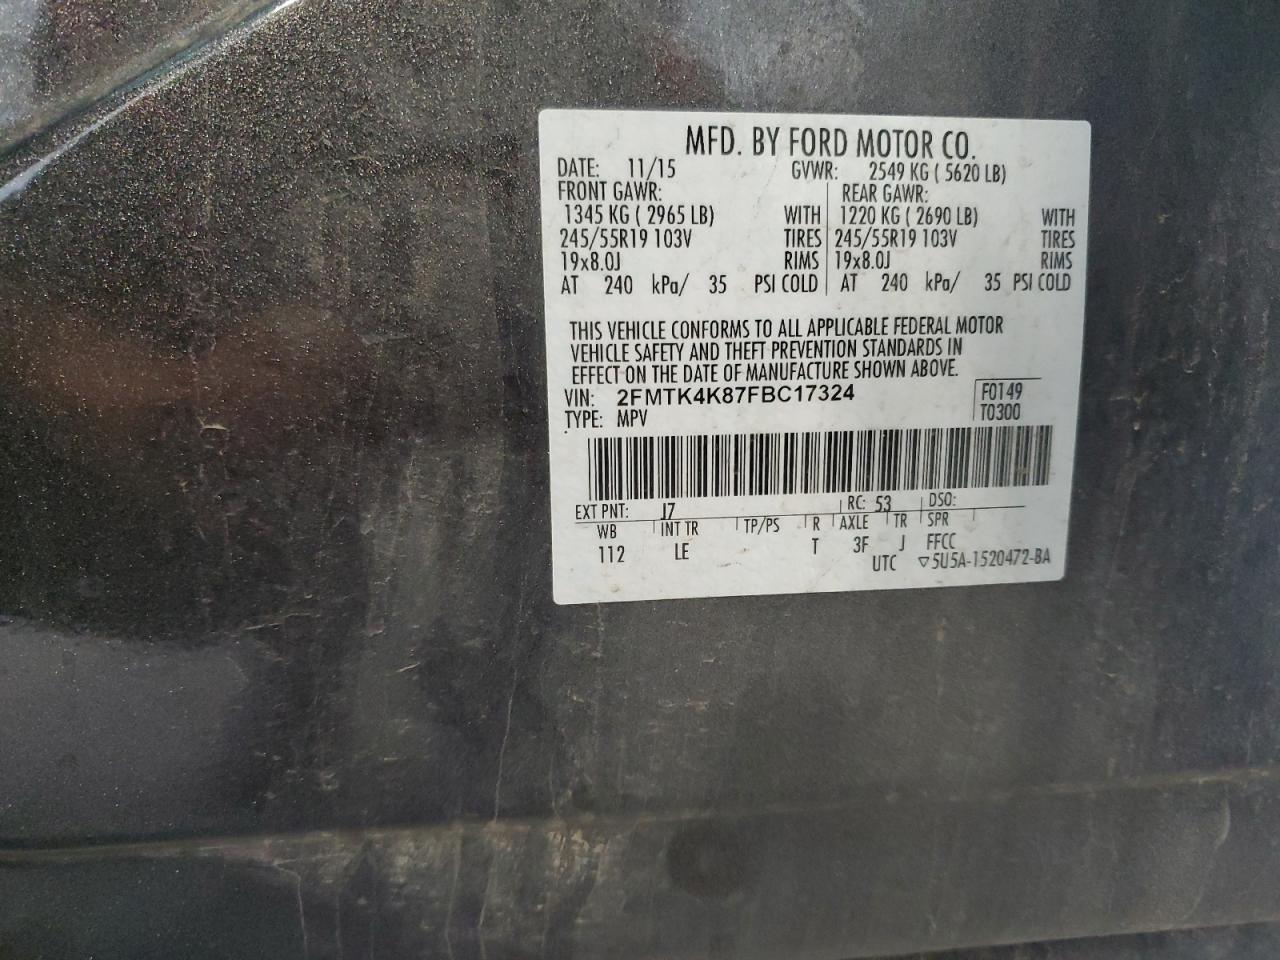 MFD. BY FORD MOTOR CO.
DATE: 11/15 GVWR: 2549 KG ( 5620 LB)
FRONT GAWR: REAR GAWR:
1345 KG ( 2965 LB) WITH 1220 KG ( 2690 LB) WITH
245/55R19 103V TIRES 245/55R19 103V TIRES
19x8.0J RIMS 19x8.0J RIMS
AT 240 kPa/ 35 PSI COLD AT 240 kPa/ 35 PSI COLD
THIS VEHICLE CONFORMS TO ALL APPLICABLE FEDERAL MOTOR
VEHICLE SAFETY AND THEFT PREVENTION STANDARDS IN
EFFECT ON THE DATE OF MANUFACTURE SHOWN ABOVE.
VIN: 2FMTK4K87FBC17324 F0149
TYPE: MPV T0300
EXT PNT: J7 RC: 53 DSO:
WB INT TR TP/PS R AXLE TR SPR
112 LE T 3F J FFCC
UTC ▽5U5A-1520472-BA